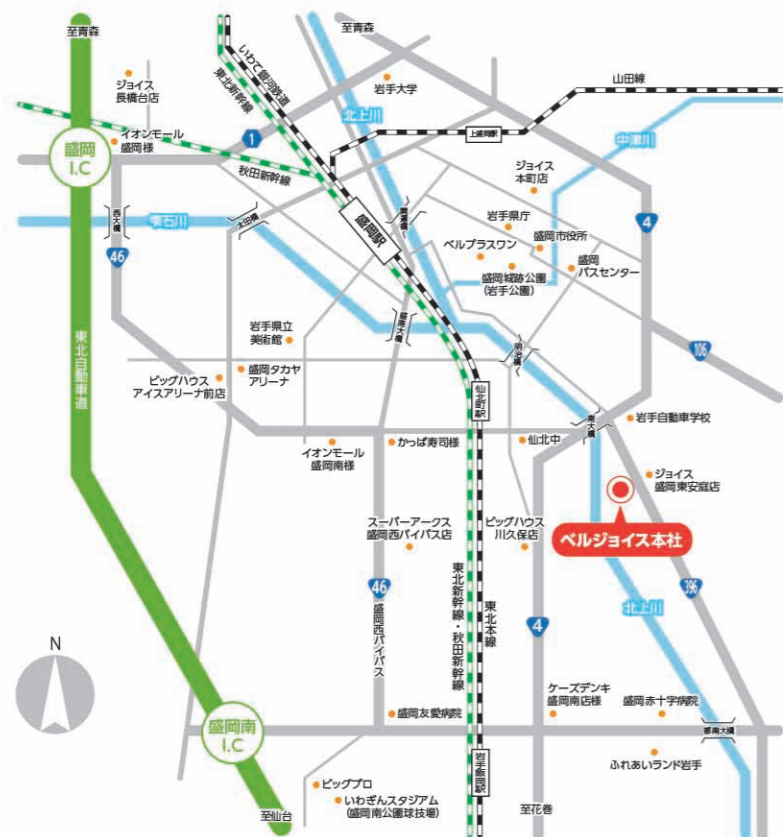 至青森
至青森
ジョイス
長橋台店
いわて銀河鉄道
東北新幹線
岩手大学
北上川
山田線
上盛岡駅
中津川
盛岡
I.C
イオンモール
盛岡様
1
秋田新幹線
ジョイス
本町店
西大橋
雫石川
太田橋
盛岡駅
開運橋
岩手県庁
盛岡市役所
ベルプラスワン
盛岡城跡公園
(岩手公園)
盛岡
バスセンター
4
46
東北自動車道
岩手県立
美術館
盛南大橋
明治橋
106
盛岡タカヤ
アリーナ
ビッグハウス
アイスアリーナ前店
仙北町駅
南大橋
岩手自動車学校
イオンモール
盛岡南様
かっぱ寿司様
仙北中
ジョイス
盛岡東安庭店
スーパーアークス
盛岡西バイパス店
ビッグハウス
川久保店
ベルジョイス本社
46
盛岡西バイパス
東北新幹線・秋田新幹線
東北本線
4
北上川
396
N
盛岡南
I.C
盛岡友愛病院
ケーズデンキ
盛岡南店様
盛岡赤十字病院
都南大橋
岩手飯岡駅
ふれあいランド岩手
ビッグプロ
いわぎんスタジアム
(盛岡南公園球技場)
至仙台
至花巻